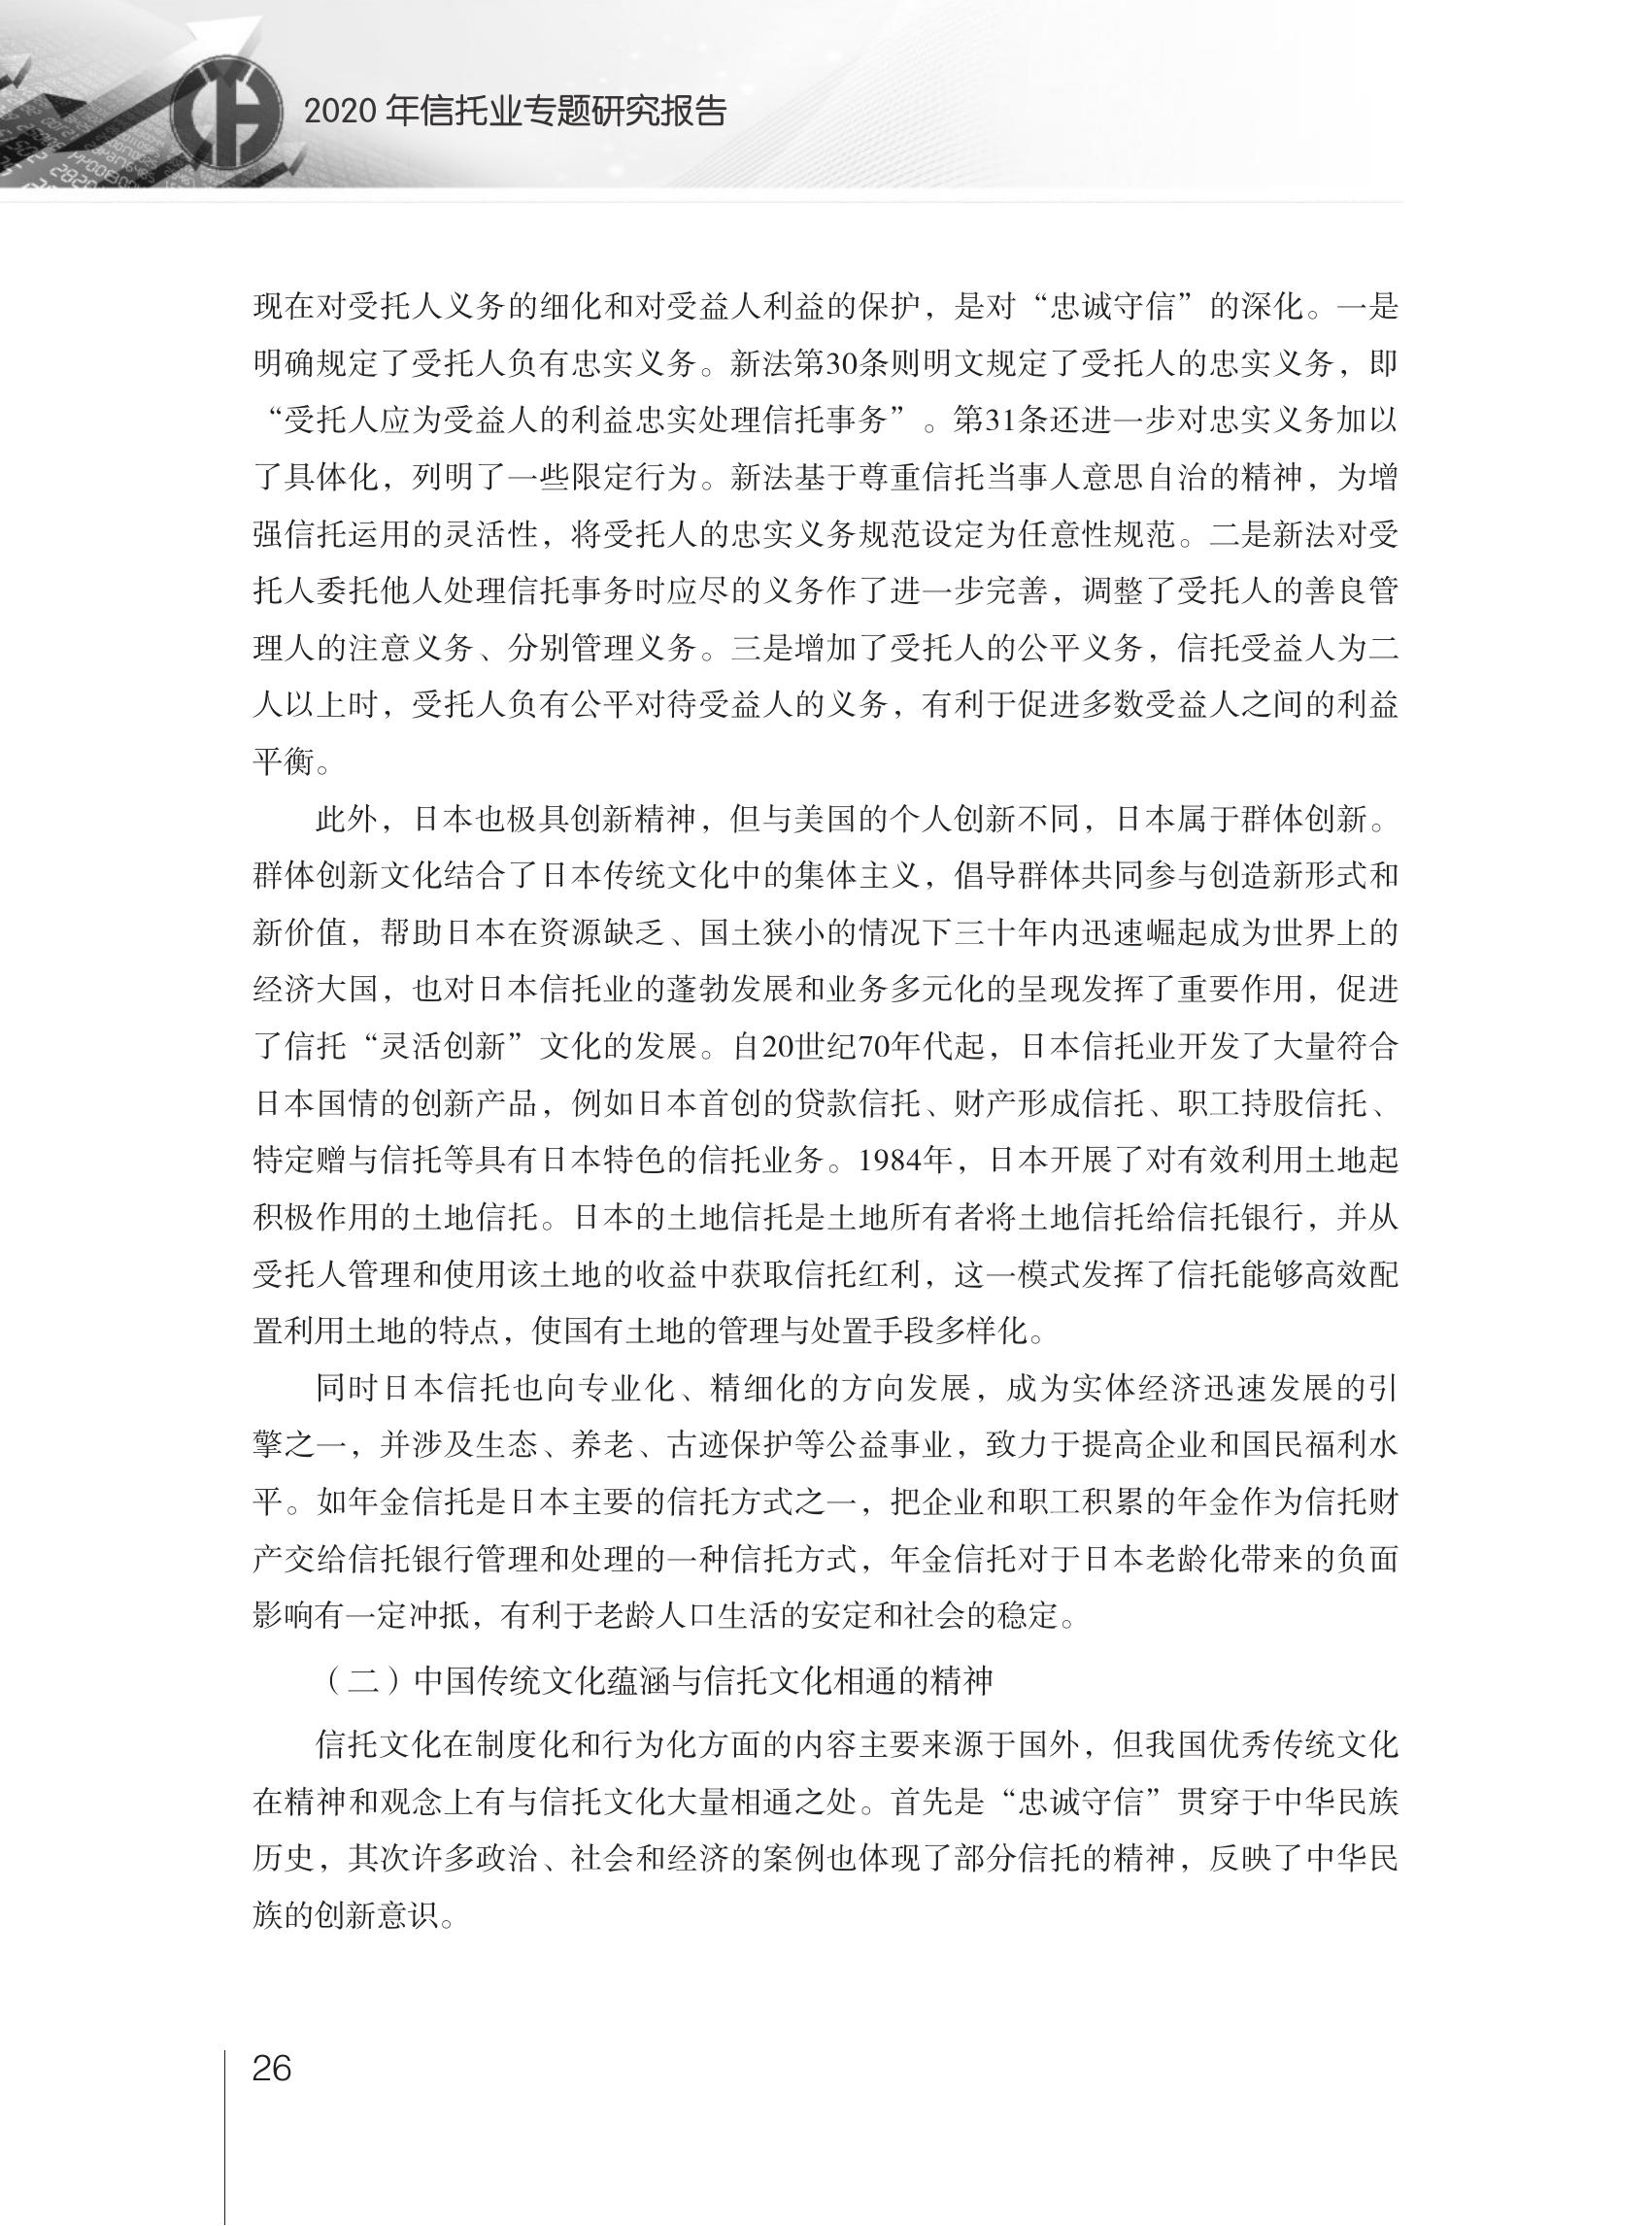 2020 年信托业专题研究报告
现在对受托人义务的细化和对受益人利益的保护，是对“忠诚守信”的深化。一是
明确规定了受托人负有忠实义务。新法第30条则明文规定了受托人的忠实义务，即
“受托人应为受益人的利益忠实处理信托事务”。第31条还进一步对忠实义务加以
了具体化，列明了一些限定行为。新法基于尊重信托当事人意思自治的精神，为增
强信托运用的灵活性，将受托人的忠实义务规范设定为任意性规范。二是新法对受
托人委托他人处理信托事务时应尽的义务作了进一步完善，调整了受托人的善良管
理人的注意义务、分别管理义务。三是增加了受托人的公平义务，信托受益人为二
人以上时，受托人负有公平对待受益人的义务，有利于促进多数受益人之间的利益
平衡。
此外，日本也极具创新精神，但与美国的个人创新不同，日本属于群体创新。
群体创新文化结合了日本传统文化中的集体主义，倡导群体共同参与创造新形式和
新价值，帮助日本在资源缺乏、国土狭小的情况下三十年内迅速崛起成为世界上的
经济大国，也对日本信托业的蓬勃发展和业务多元化的呈现发挥了重要作用，促进
了信托“灵活创新”文化的发展。自20世纪70年代起，日本信托业开发了大量符合
日本国情的创新产品，例如日本首创的贷款信托、财产形成信托、职工持股信托、
特定赠与信托等具有日本特色的信托业务。1984年，日本开展了对有效利用土地起
积极作用的土地信托。日本的土地信托是土地所有者将土地信托给信托银行，并从
受托人管理和使用该土地的收益中获取信托红利，这一模式发挥了信托能够高效配
置利用土地的特点，使国有土地的管理与处置手段多样化。
同时日本信托也向专业化、精细化的方向发展，成为实体经济迅速发展的引
擎之一，并涉及生态、养老、古迹保护等公益事业，致力于提高企业和国民福利水
平。如年金信托是日本主要的信托方式之一，把企业和职工积累的年金作为信托财
产交给信托银行管理和处理的一种信托方式，年金信托对于日本老龄化带来的负面
影响有一定冲抵，有利于老龄人口生活的安定和社会的稳定。
（二）中国传统文化蕴涵与信托文化相通的精神
信托文化在制度化和行为化方面的内容主要来源于国外，但我国优秀传统文化
在精神和观念上有与信托文化大量相通之处。首先是“忠诚守信”贯穿于中华民族
历史，其次许多政治、社会和经济的案例也体现了部分信托的精神，反映了中华民
族的创新意识。
26